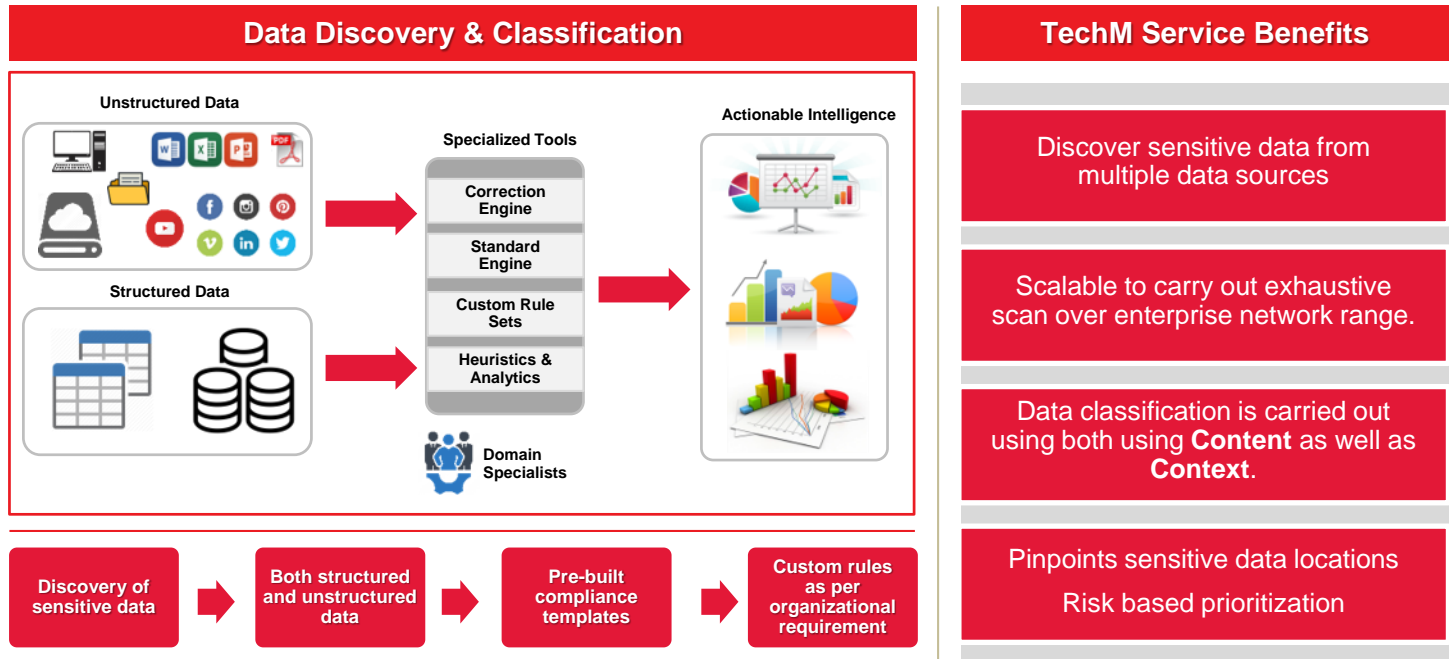 Data Discovery & Classification
Unstructured Data
PDF
Structured Data
Specialized Tools
Correction
Engine
Standard
Engine
Custom Rule
Sets
Heuristics &
Analytics
Domain
Specialists
Actionable Intelligence
Discovery of
sensitive data
Both structured
and unstructured
data
Pre-built
compliance
templates
Custom rules
as per
organizational
requirement
TechM Service Benefits
Discover sensitive data from
multiple data sources
Scalable to carry out exhaustive
scan over enterprise network range.
Data classification is carried out
using both using Content as well as
Context.
Pinpoints sensitive data locations
Risk based prioritization